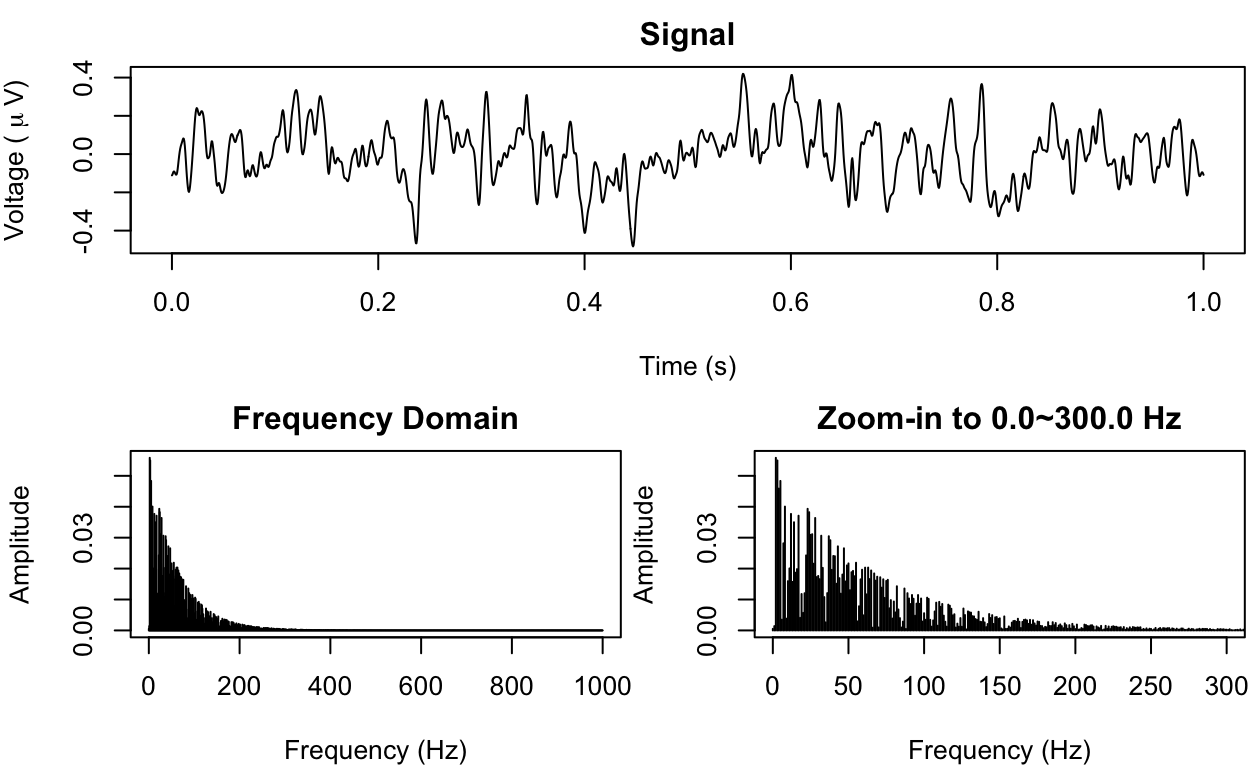 Signal
Voltage ( μ V)
0.4
0.0
-0.4
0.0 0.2 0.4 0.6 0.8 1.0
Time (s)
Frequency Domain
Amplitude
0.03
0.00
0 200 400 600 800 1000
Frequency (Hz)
Zoom-in to 0.0~300.0 Hz
Amplitude
0.03
0.00
0 50 100 150 200 250 300
Frequency (Hz)